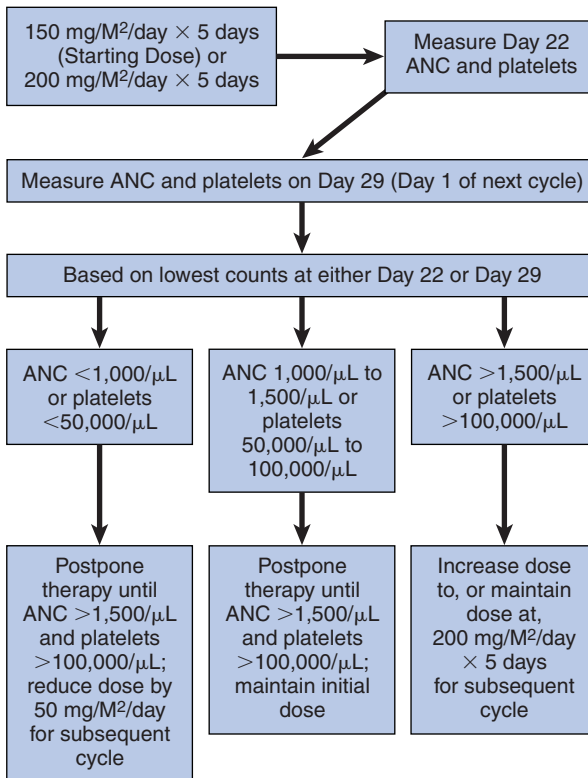 150 mg/M²/day × 5 days
(Starting Dose) or
200 mg/M²/day × 5 days
Measure Day 22
ANC and platelets
Measure ANC and platelets on Day 29 (Day 1 of next cycle)
Based on lowest counts at either Day 22 or Day 29
ANC <1,000/μL
or platelets
<50,000/μL
ANC 1,000/μL to
1,500/μL or
platelets
50,000/μL to
100,000/μL
ANC >1,500/μL
or platelets
>100,000/μL
Postpone
therapy until
ANC >1,500/μL
and platelets
>100,000/μL;
reduce dose by
50 mg/M²/day
for subsequent
cycle
Postpone
therapy until
ANC >1,500/μL
and platelets
>100,000/μL;
maintain initial
dose
Increase dose
to, or maintain
dose at,
200 mg/M²/day
× 5 days
for subsequent
cycle